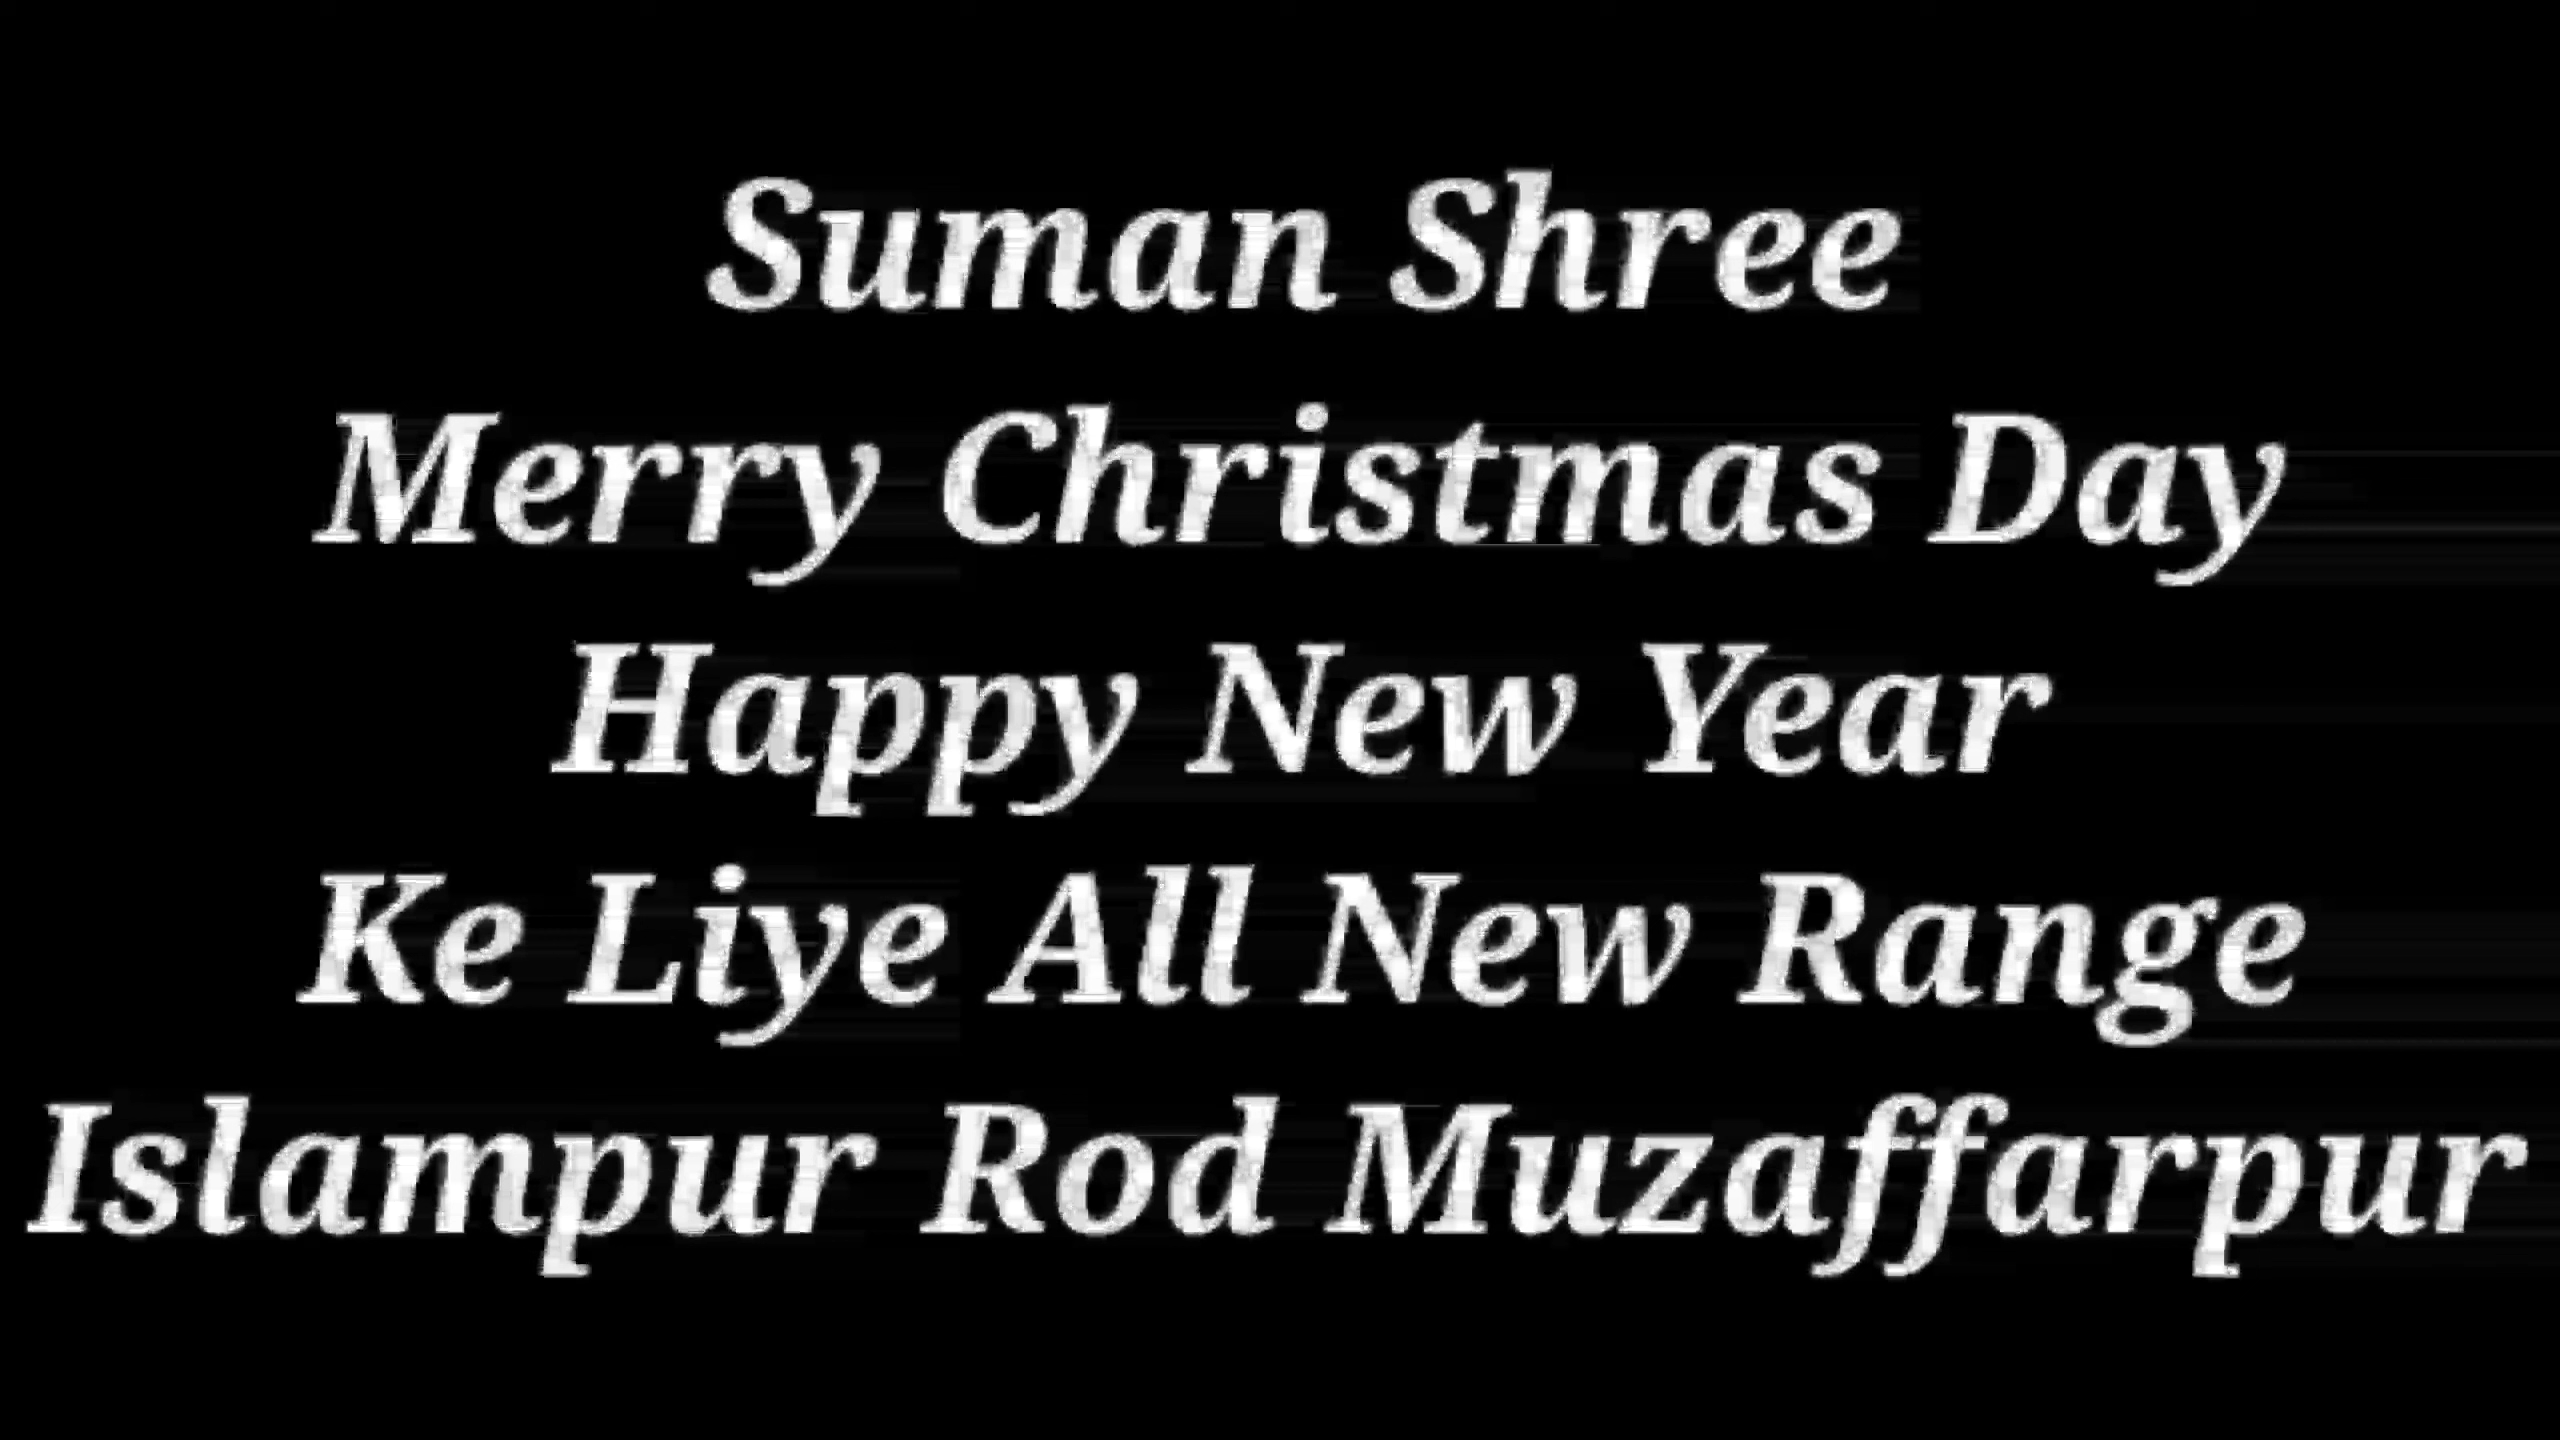 Suman Shree
Merry Christmas Day
Happy New Year
Ke Liye All New Range
Islampur Rod Muzaffarpur